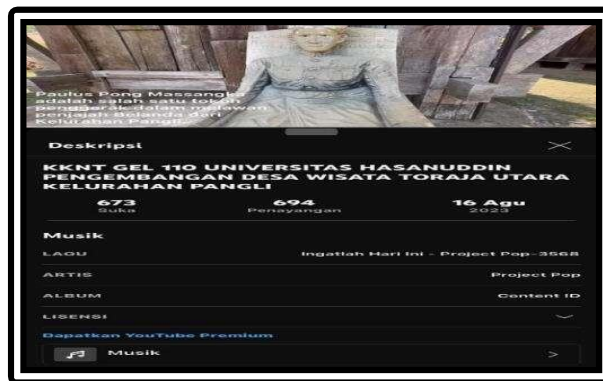 Paulus Pong Massangka
adalah salah satu tokoh
penggerak dalam melawan
penjajah Belanda dari
Kelurahan Pangli...
Deskripsi
KKNT GEL 110 UNIVERSITAS HASANUDDIN
PENGEMBANGAN DESA WISATA TORAJA UTARA
KELURAHAN PANGLI
673 694 16 Agu
Suka Penayangan 2023
Musik
LAGU Ingatlah Hari Ini - Project Pop-3568
ARTIS Project Pop
ALBUM Content ID
LISENSI
Dapatkan YouTube Premium
Musik